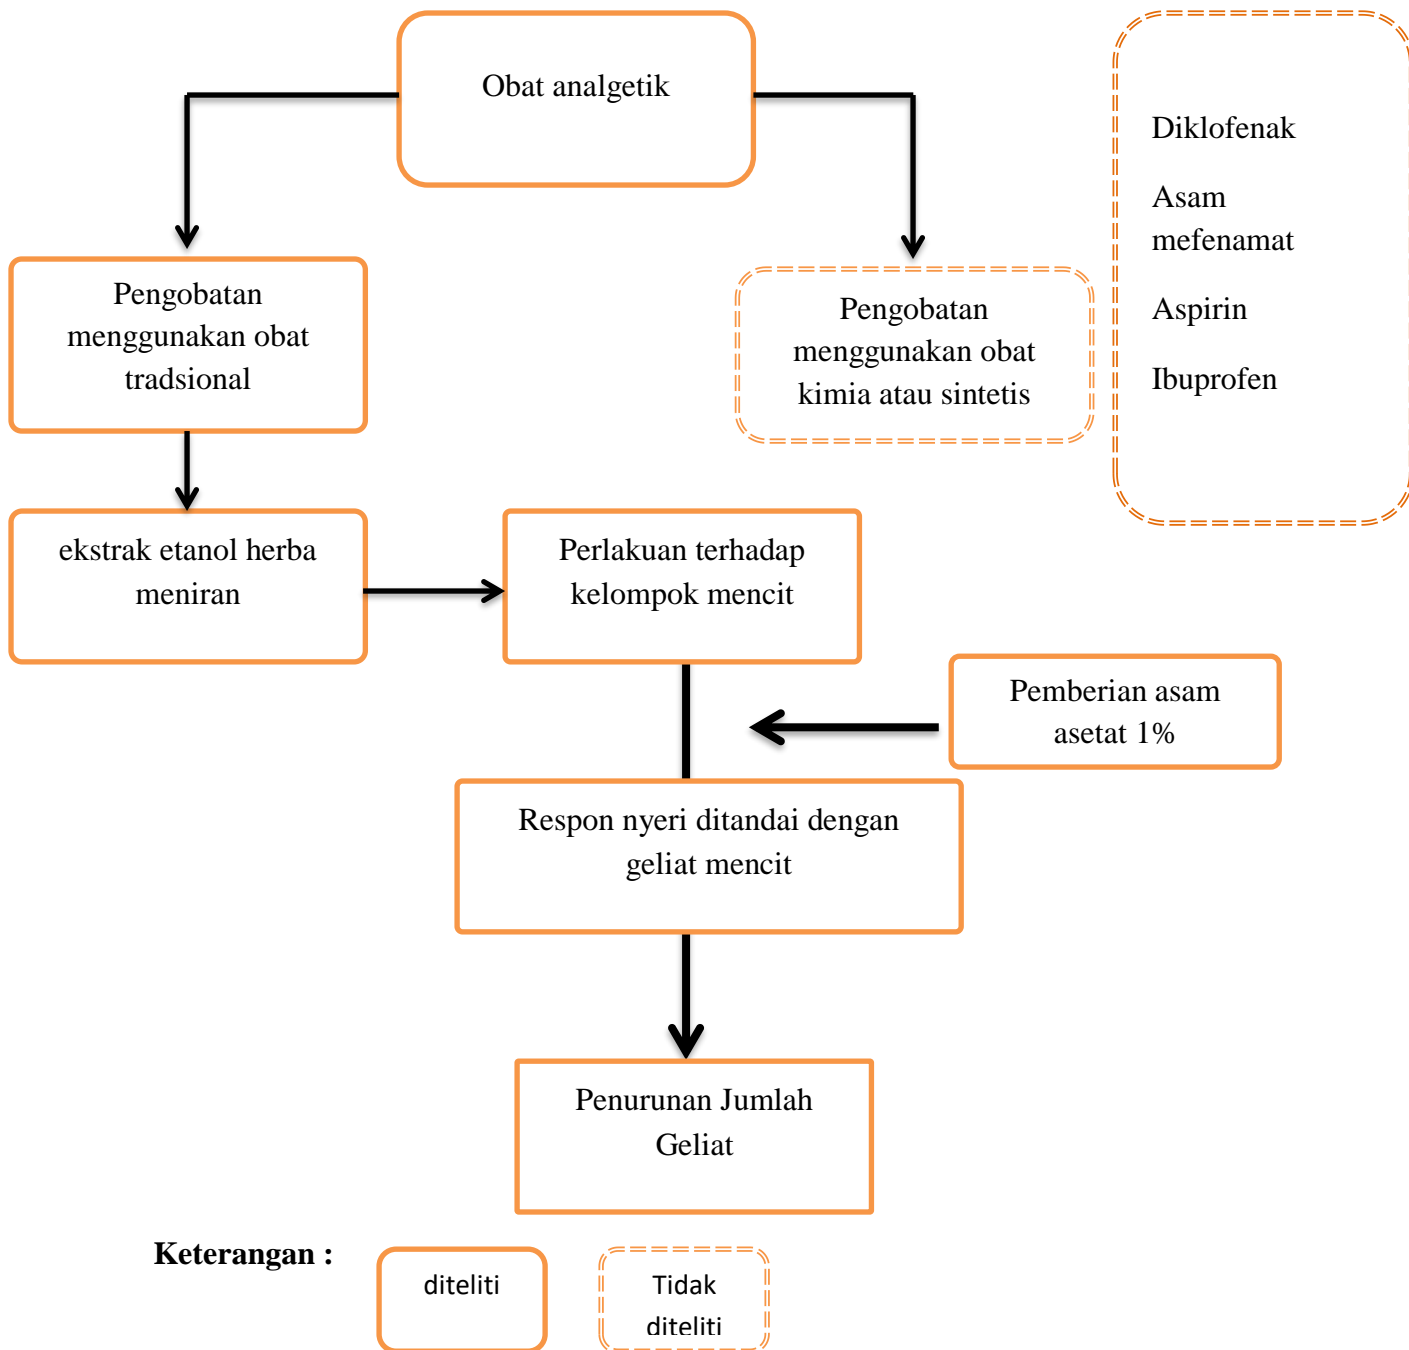 Obat analgetik
Diklofenak
Asam
mefenamat
Aspirin
Ibuprofen
Pengobatan
menggunakan obat
tradsional
Pengobatan
menggunakan obat
kimia atau sintetis
ekstrak etanol herba
meniran
Perlakuan terhadap
kelompok mencit
Pemberian asam
asetat 1%
Respon nyeri ditandai dengan
geliat mencit
Penurunan Jumlah
Geliat
Keterangan :
diteliti
Tidak
diteliti